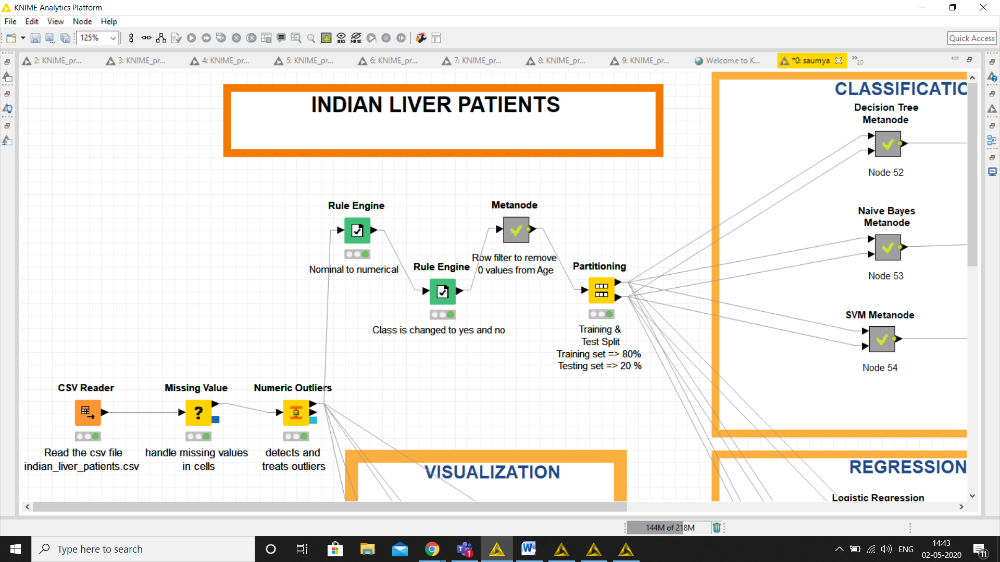 KNIME Analytics Platform
File Edit View Node Help
125%
#ID
NAME
Quick Access
2: KNIME_pr...
3: KNIME_pr...
4: KNIME_pr...
5: KNIME_pr...
6: KNIME_pr...
7: KNIME_pr...
8: KNIME_pr...
9: KNIME_pr...
Welcome to K...
*0: saumya
20
INDIAN LIVER PATIENTS
CLASSIFICATIC
Decision Tree
Metanode
Node 52
Naive Bayes
Metanode
Node 53
SVM Metanode
Node 54
Rule Engine
Nominal to numerical
Rule Engine
Class is changed to yes and no
Metanode
Row filter to remove
0 values from Age
Partitioning
Training &
Test Split
Training set => 80%
Testing set => 20 %
CSV Reader
Read the csv file
indian_liver_patients.csv
Missing Value
?
handle missing values
in cells
Numeric Outliers
detects and
treats outliers
VISUALIZATION
REGRESSION
Logistic Regression
144M of 218M
Type here to search
T
1
W
ENG
14:43
02-05-2020
11